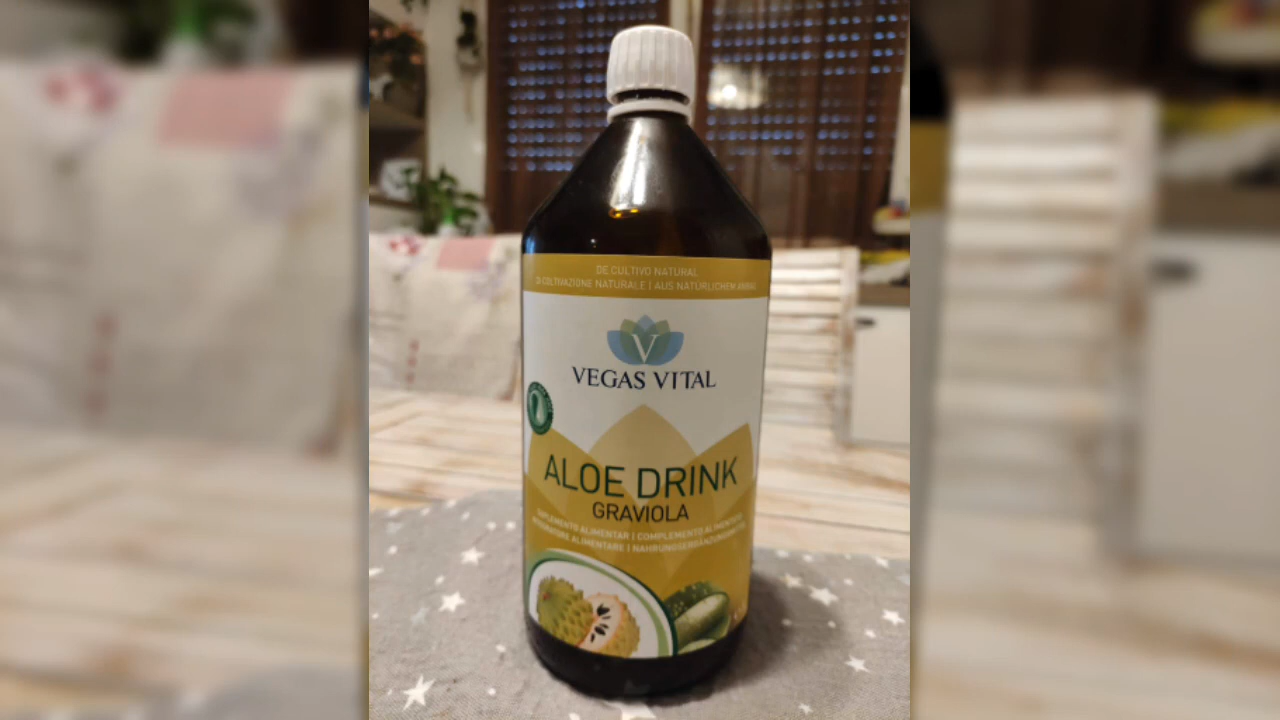 DE CULTIVO NATURAL
DI COLTIVAZIONE NATURALE | AUS NATÜRLICHEM
V
VEGAS VITAL
ALOE DRINK
GRAVIOLA
SUPLEMENTO ALIMENTAR | COMPLEMENTO ALIMENTICIO
INTEGRATORE ALIMENTARE | NAHRUNGSERGÄNZUNGSMITTEL